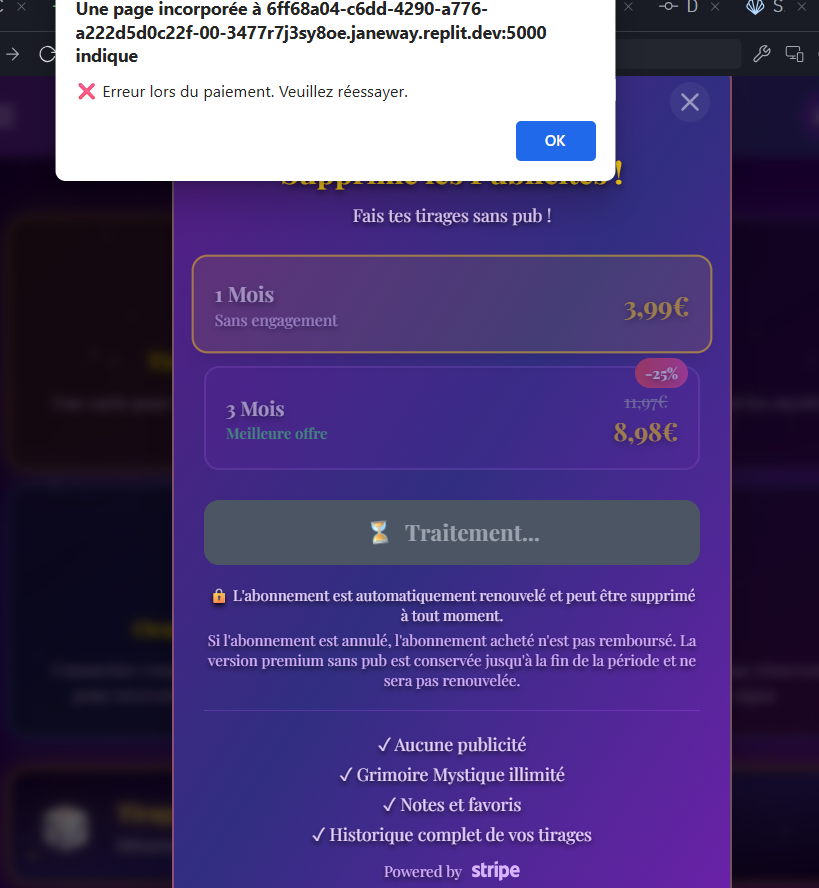 Une page incorporée à 6ff68a04-c6dd-4290-a776-
a222d5d0c22f-00-3477r7j3sy8oe.janeway.replit.dev:5000
indique
❌ Erreur lors du paiement. Veuillez réessayer.
OK
Supprime les Publicités !
Fais tes tirages sans pub !
1 Mois
Sans engagement
3,99€
-25%
3 Mois
Meilleure offre
11,97€
8,98€
⏳ Traitement...
🔒 L'abonnement est automatiquement renouvelé et peut être supprimé
à tout moment.
Si l'abonnement est annulé, l'abonnement acheté n'est pas remboursé. La
version premium sans pub est conservée jusqu'à la fin de la période et ne
sera pas renouvelée.
✓ Aucune publicité
✓ Grimoire Mystique illimité
✓ Notes et favoris
✓ Historique complet de vos tirages
Powered by stripe